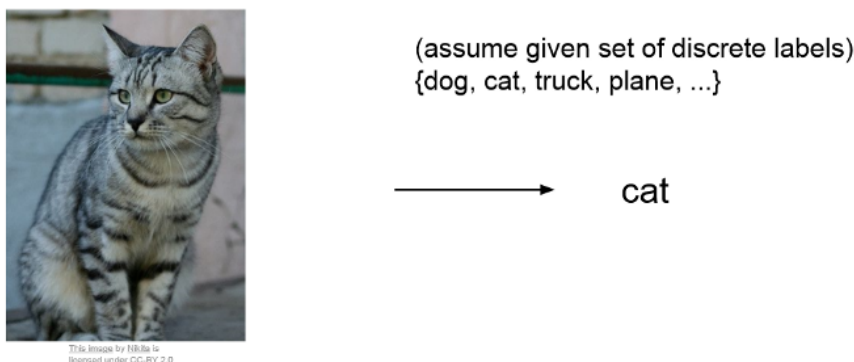 (assume given set of discrete labels)
{dog, cat, truck, plane, ...}
cat
This image by Nikita is
licensed under CC-BY 2.0